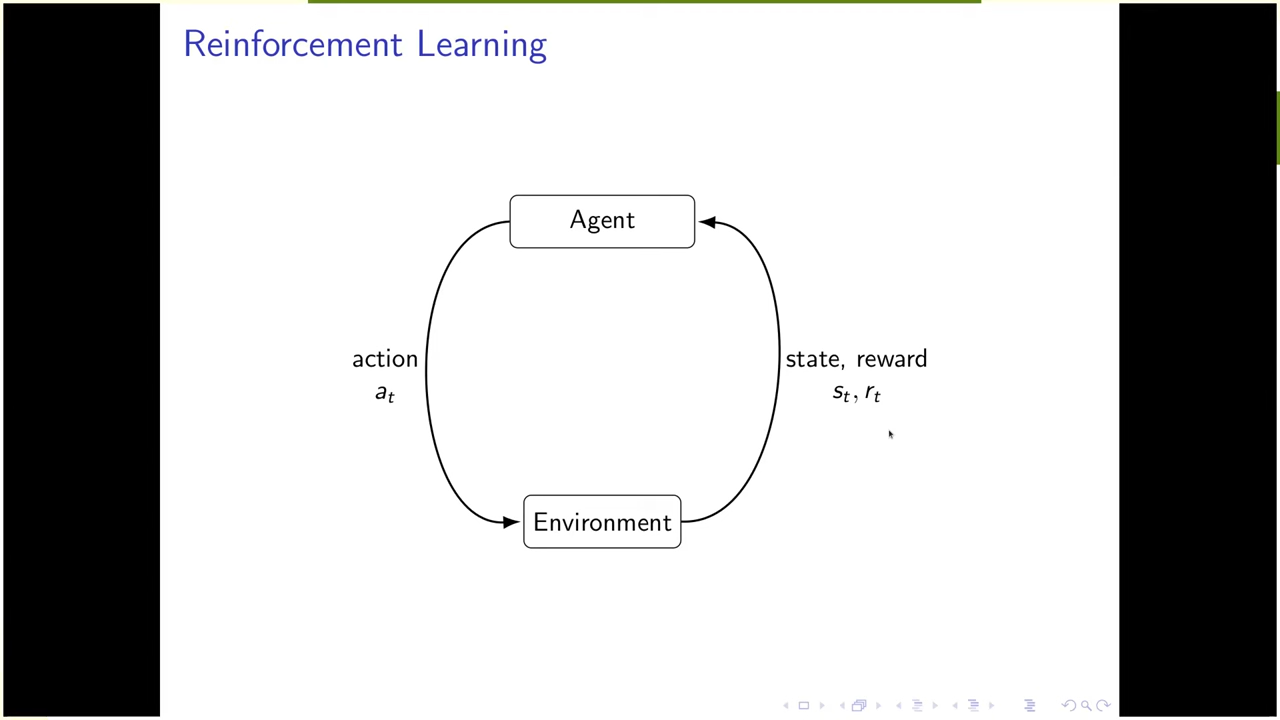 Reinforcement Learning
Agent
action
a_t
state, reward
s_t, r_t
Environment